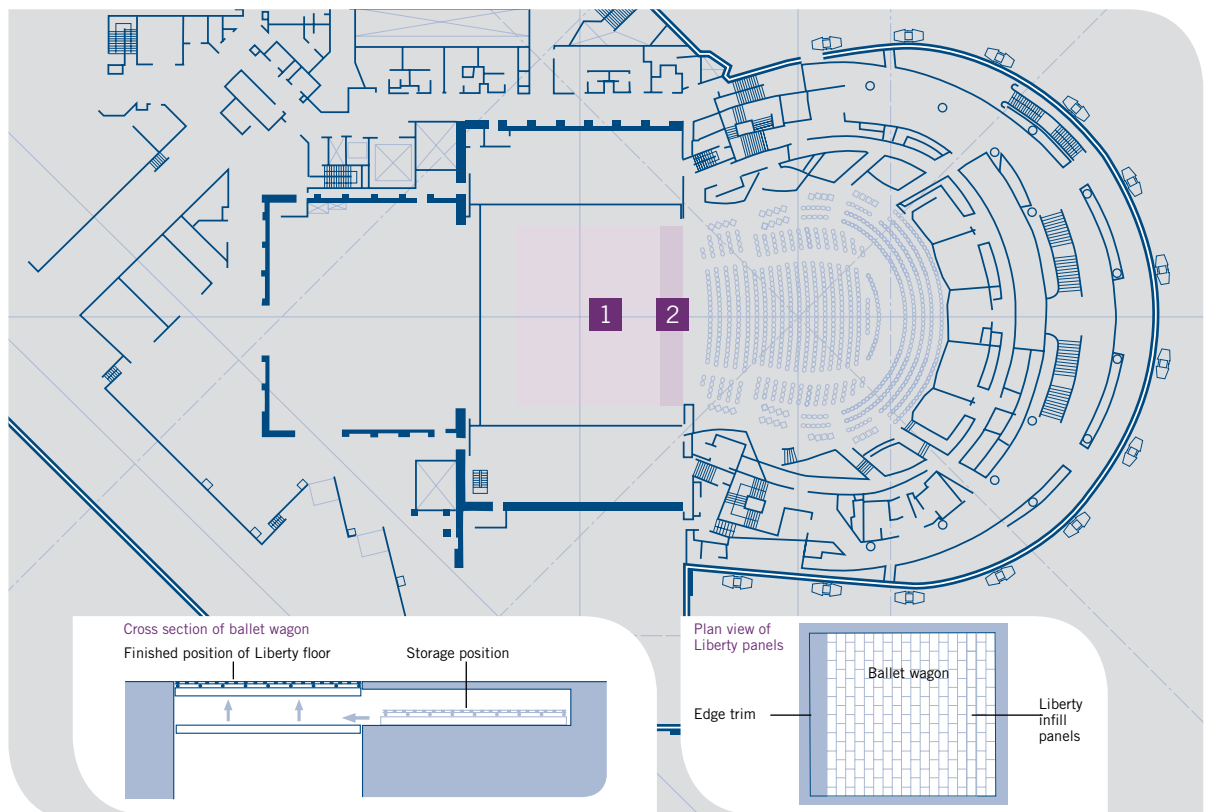 1
2
Cross section of ballet wagon
Finished position of Liberty floor
Storage position
Plan view of
Liberty panels
Ballet wagon
Edge trim
Liberty
infill
panels